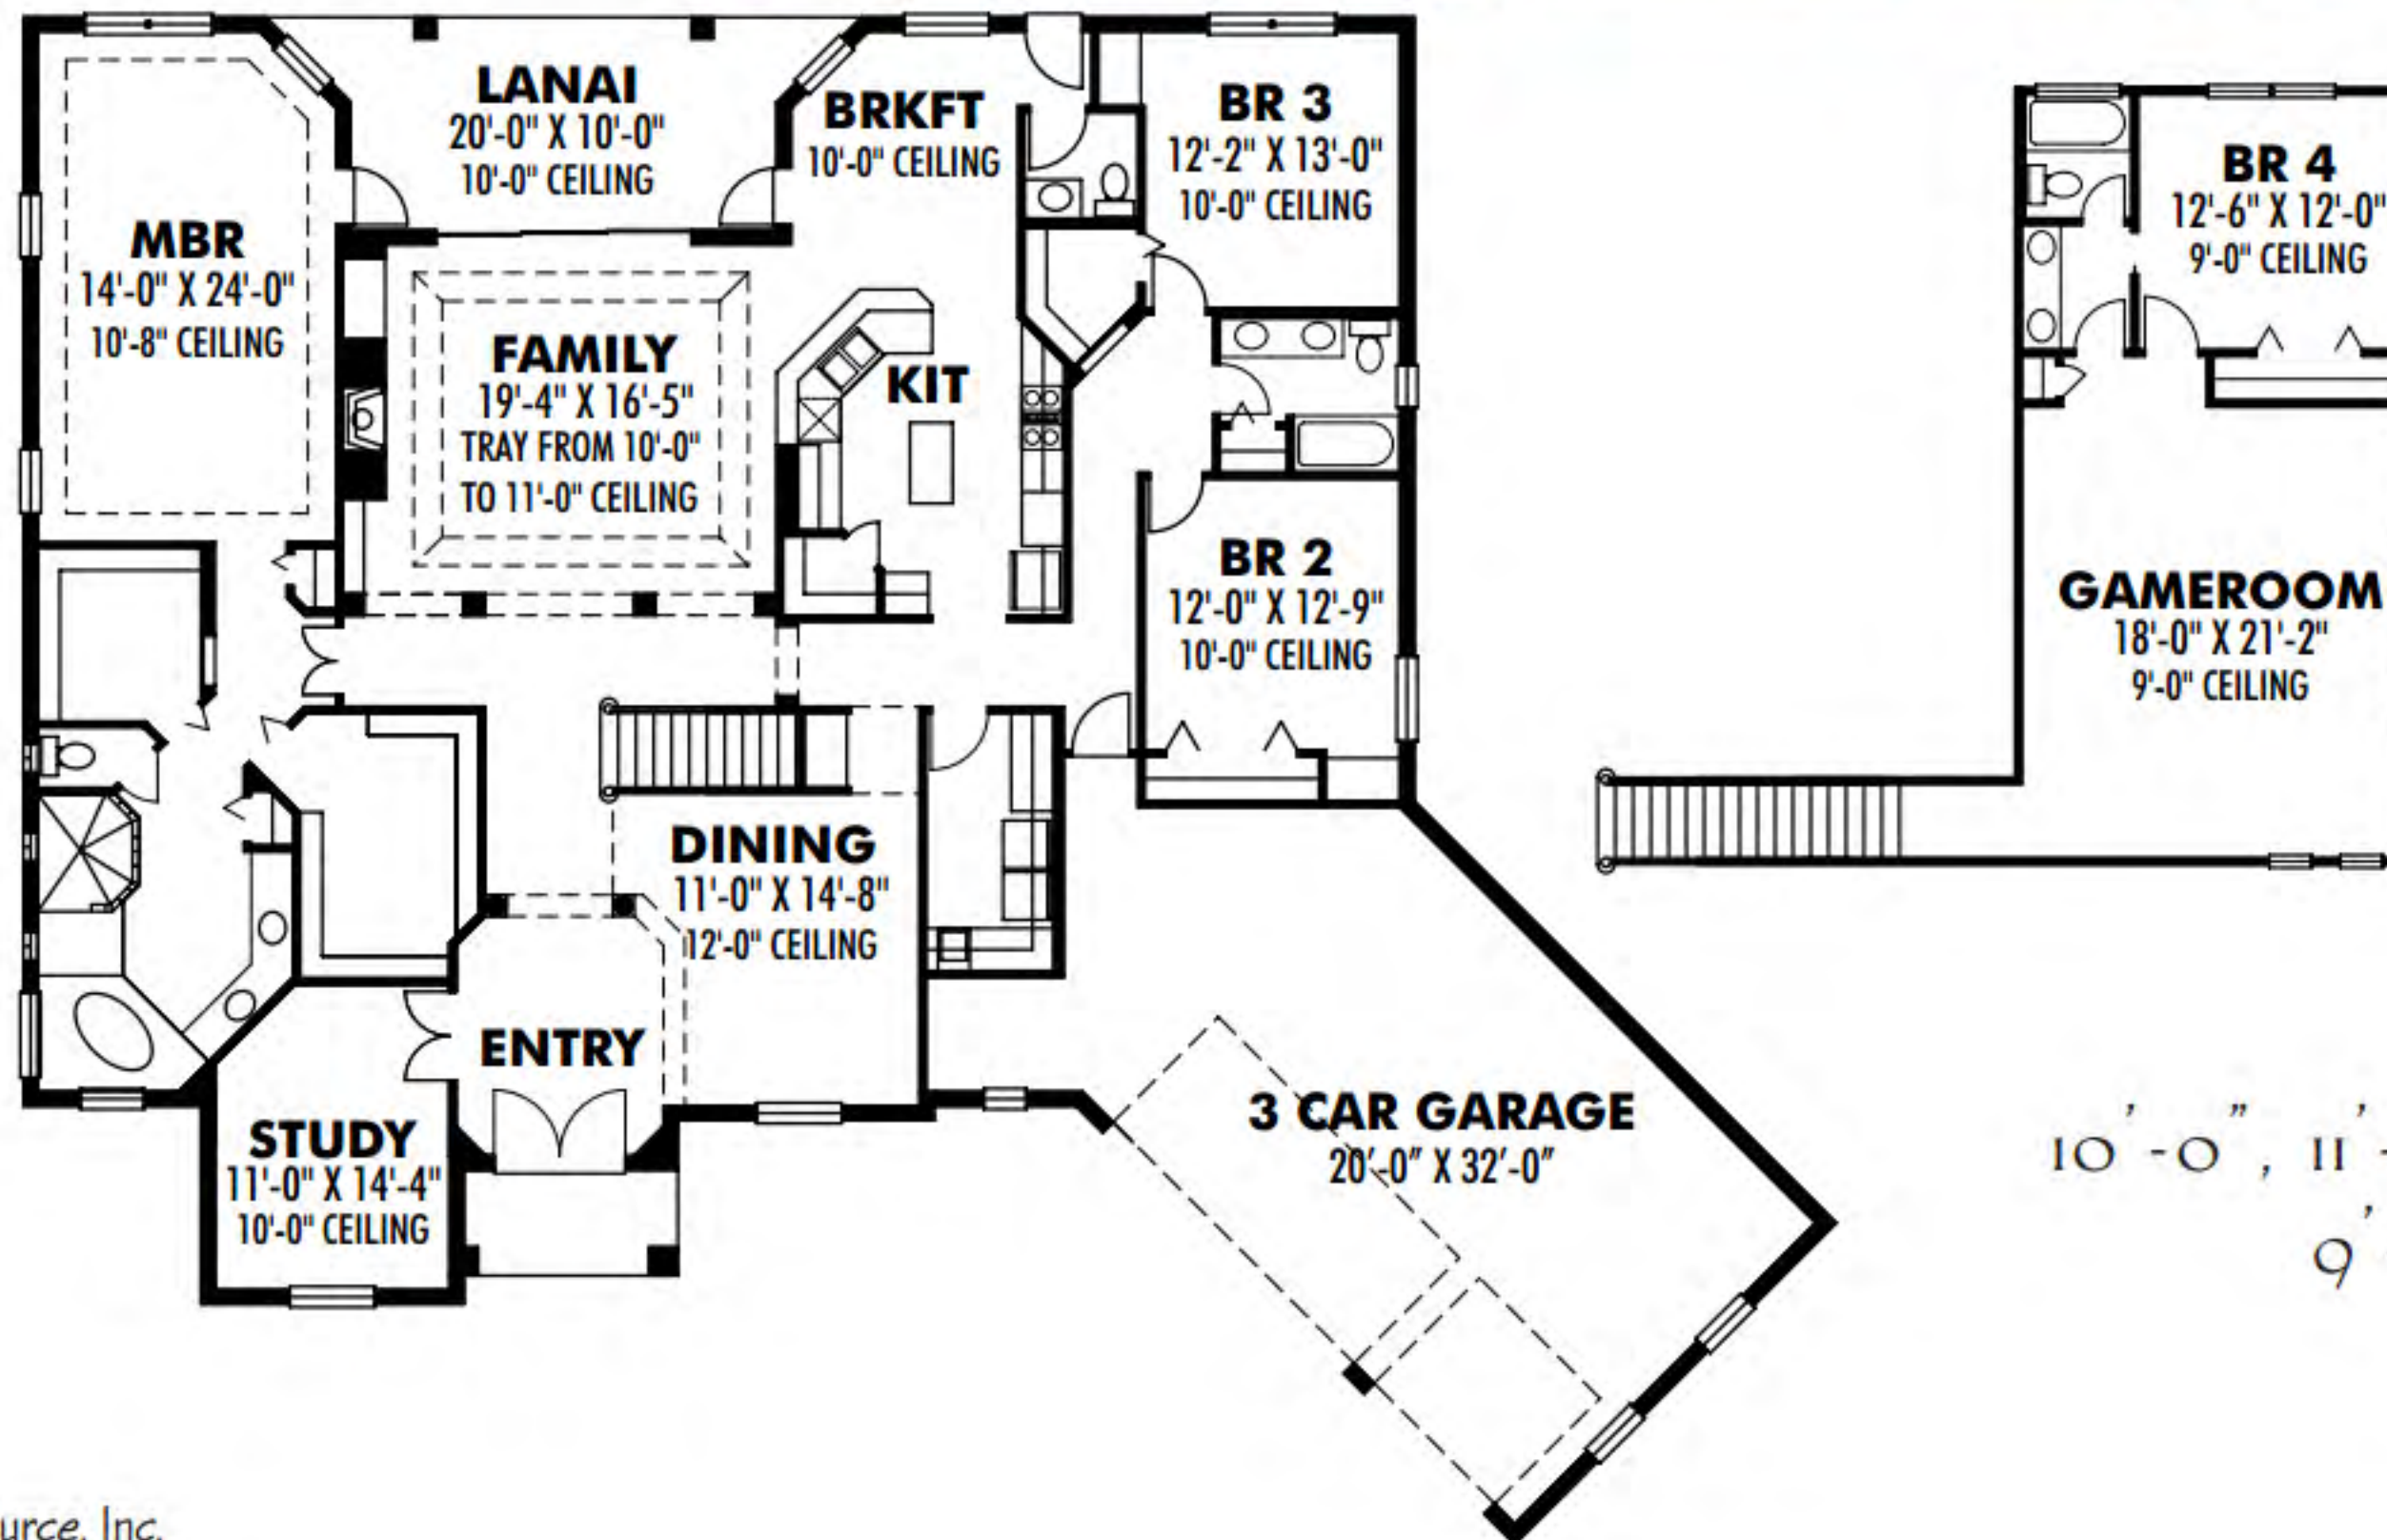 LANAI
20'-0" X 10'-0"
10'-0" CEILING
BRKFT
10'-0" CEILING
BR 3
12'-2" X 13'-0"
10'-0" CEILING
BR 4
12'-6" X 12'-0"
9'-0" CEILING
MBR
14'-0" X 24'-0"
10'-8" CEILING
FAMILY
19'-4" X 16'-5"
TRAY FROM 10'-0"
TO 11'-0" CEILING
KIT
BR 2
12'-0" X 12'-9"
10'-0" CEILING
GAMEROOM
18'-0" X 21'-2"
9'-0" CEILING
DINING
11'-0" X 14'-8"
12'-0" CEILING
ENTRY
STUDY
11'-0" X 14'-4"
10'-0" CEILING
3 CAR GARAGE
20'-0" X 32'-0"
10'-0", 11'-
9'
urce, Inc.